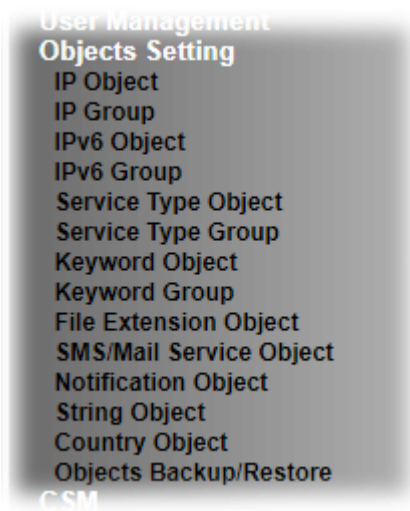 User Management
Objects Setting
IP Object
IP Group
IPv6 Object
IPv6 Group
Service Type Object
Service Type Group
Keyword Object
Keyword Group
File Extension Object
SMS/Mail Service Object
Notification Object
String Object
Country Object
Objects Backup/Restore
CSM